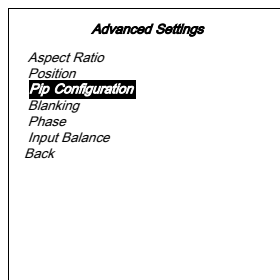 Advanced Settings
Aspect Ratio
Position
Pip Configuration
Blanking
Phase
Input Balance
Back